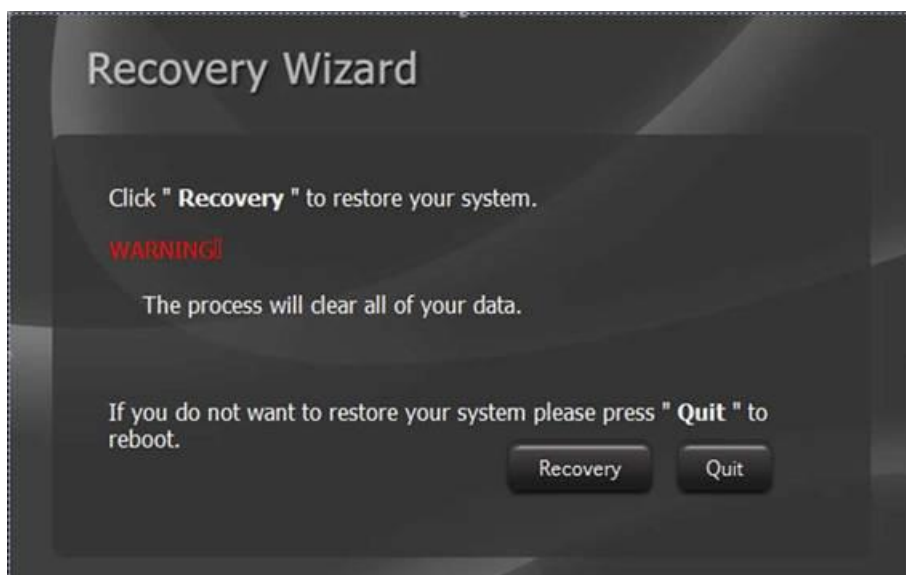 Recovery Wizard
Click " Recovery " to restore your system.
WARNING▯
The process will clear all of your data.
If you do not want to restore your system please press " Quit " to
reboot.
Recovery Quit